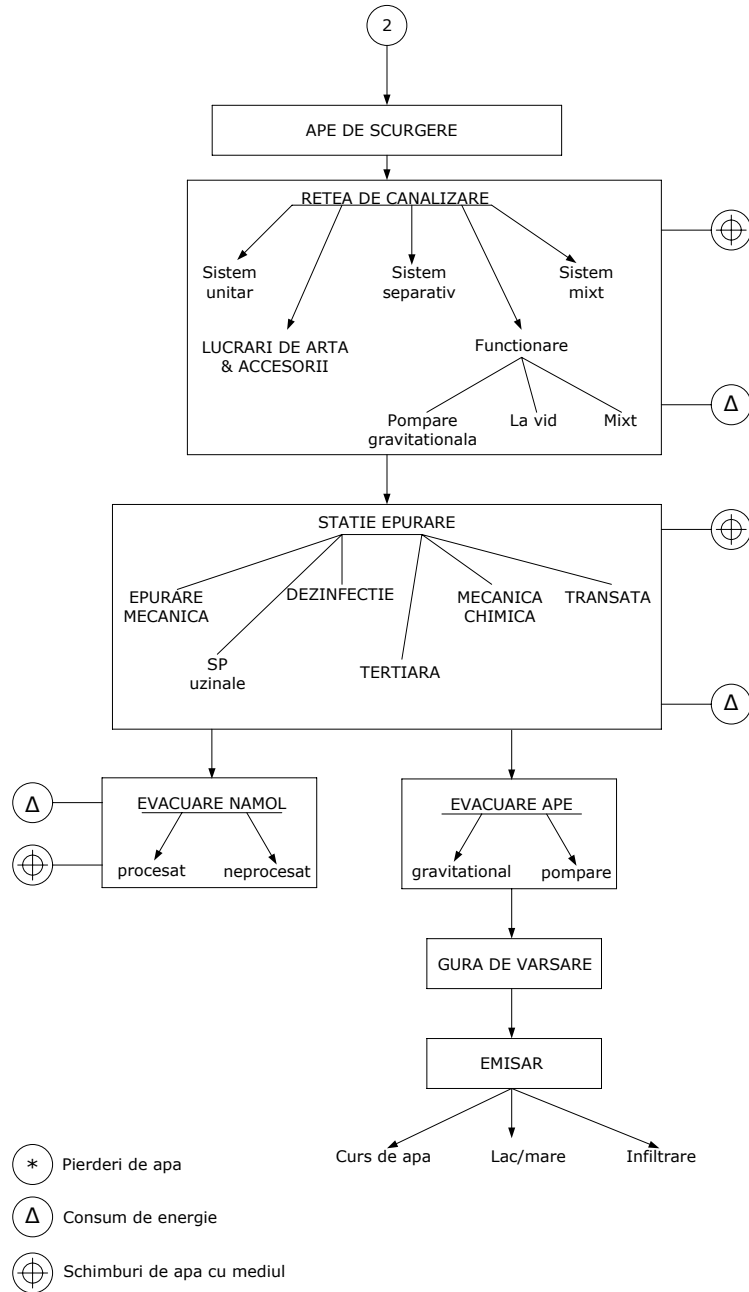 2
APE DE SCURGERE
RETEA DE CANALIZARE
Sistem
unitar
Sistem
separativ
Sistem
mixt
LUCRARI DE ARTA
& ACCESORII
Functionare
Pompare
gravitationala
La vid
Mixt
Δ
STATIE EPURARE
EPURARE
MECANICA
DEZINFECTIE
MECANICA
CHIMICA
TRANSATA
SP
uzinale
TERTIARA
Δ
EVACUARE NAMOL
procesat
neprocesat
Δ
EVACUARE APE
gravitational
pompare
GURA DE VARSARE
EMISAR
Curs de apa
Lac/mare
Infiltrare
* Pierderi de apa
Δ Consum de energie
Schimburi de apa cu mediul